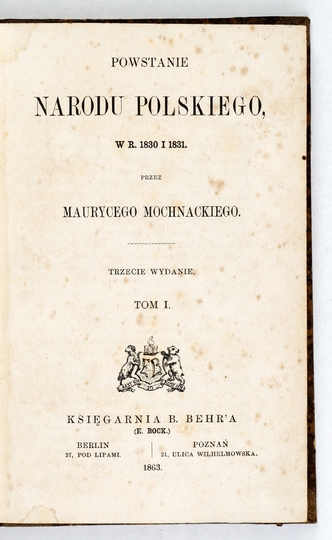 POWSTANIE
NARODU POLSKIEGO,
W R. 1830 I 1831.
PRZEZ
MAURYCEGO MOCHNACKIEGO.
TRZECIE WYDANIE.
TOM I.
KSIĘGARNIA B. BEHR'A
(E. BOCK.)
BERLIN
27, POD LIPAMI.
POZNAŃ
21, ULICA WILHELMOWSKA.
1863.